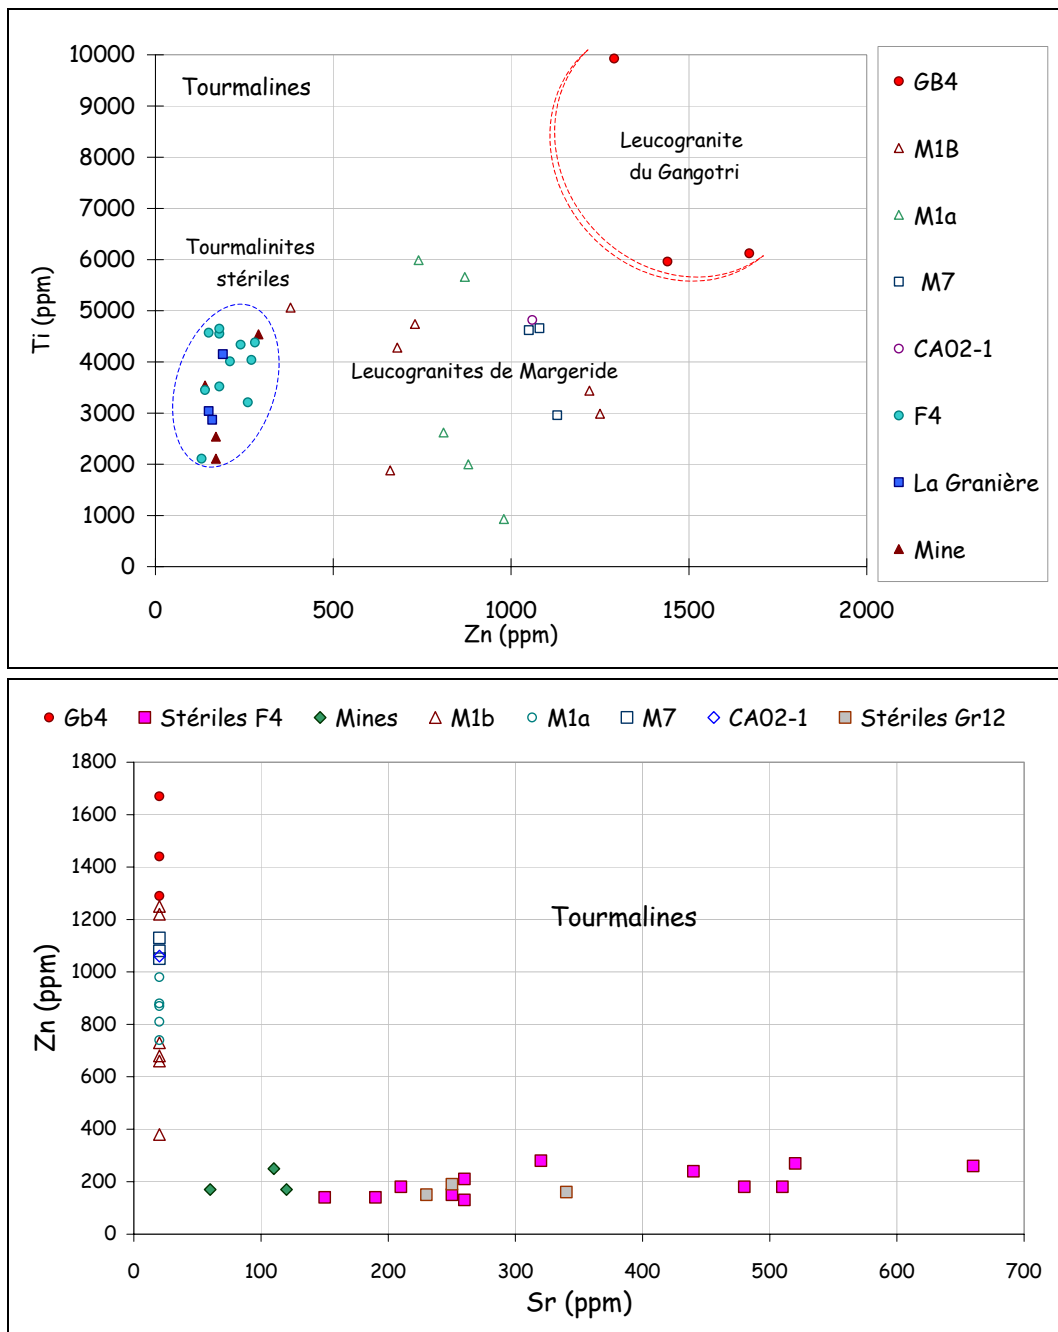 10000
9000
8000
7000
6000
5000
4000
3000
2000
1000
0
Ti (ppm)
Tourmalines
Leucogranite
du Gangotri
Tourmalinites
stériles
Leucogranites de Margeride
0 500 1000 1500 2000
Zn (ppm)
GB4
M1B
M1a
M7
CA02-1
F4
La Granière
Mine
Gb4 Stériles F4 Mines M1b M1a M7 CA02-1 Stériles Gr12
1800
1600
1400
1200
1000
800
600
400
200
0
Zn (ppm)
Tourmalines
0 100 200 300 400 500 600 700
Sr (ppm)